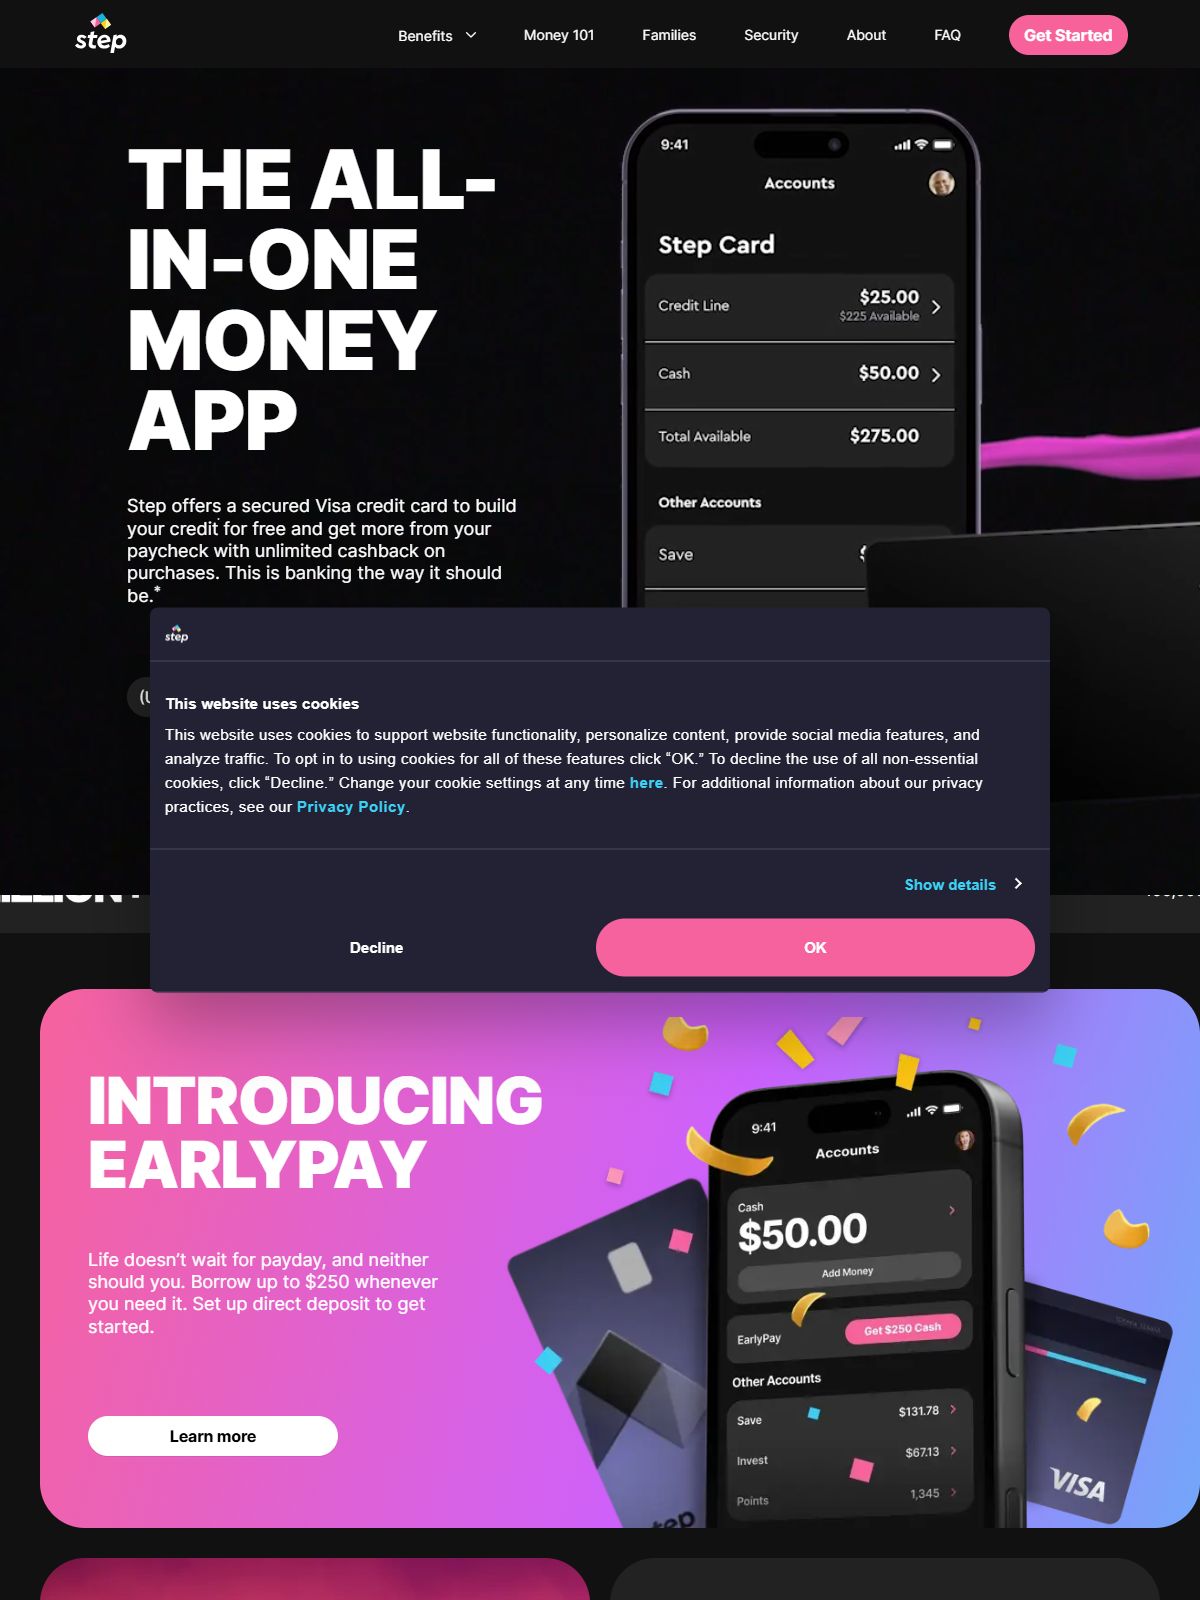 step
Benefits
Money 101
Families
Security
About
FAQ
Get Started
THE ALL-
IN-ONE
MONEY
APP
Step offers a secured Visa credit card to build
your credit for free and get more from your
paycheck with unlimited cashback on
purchases. This is banking the way it should
be.*
9:41
Accounts
Step Card
Credit Line
$25.00
$225 Available
Cash
$50.00
Total Available
$275.00
Other Accounts
Save
step
This website uses cookies
This website uses cookies to support website functionality, personalize content, provide social media features, and
analyze traffic. To opt in to using cookies for all of these features click “OK.” To decline the use of all non-essential
cookies, click “Decline.” Change your cookie settings at any time here. For additional information about our privacy
practices, see our Privacy Policy.
Show details
Decline
OK
INTRODUCING
EARLYPAY
Life doesn’t wait for payday, and neither
should you. Borrow up to $250 whenever
you need it. Set up direct deposit to get
started.
Learn more
9:41
Accounts
Cash
$50.00
Add Money
EarlyPay
Get $250 Cash
Other Accounts
Save
$131.78
Invest
$67.13
Points
1,345
VISA